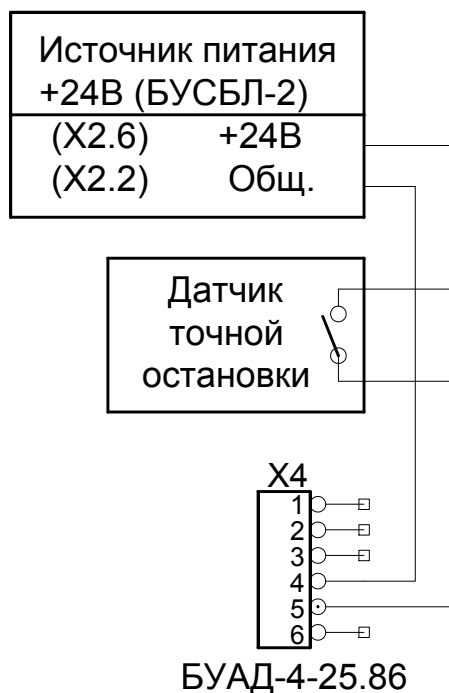 Источник питания
+24В (БУСБЛ-2)
(X2.6) +24В
(X2.2) Общ.
Датчик
точной
остановки
X4
1
2
3
4
5
6
БУАД-4-25.86